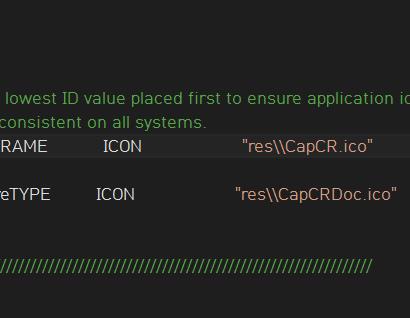 lowest ID value placed first to ensure application ic
consistent on all systems.
RAME ICON "res\\CapCR.ico"
eTYPE ICON "res\\CapCRDoc.ico"
//////////////////////////////////////////////////////////////